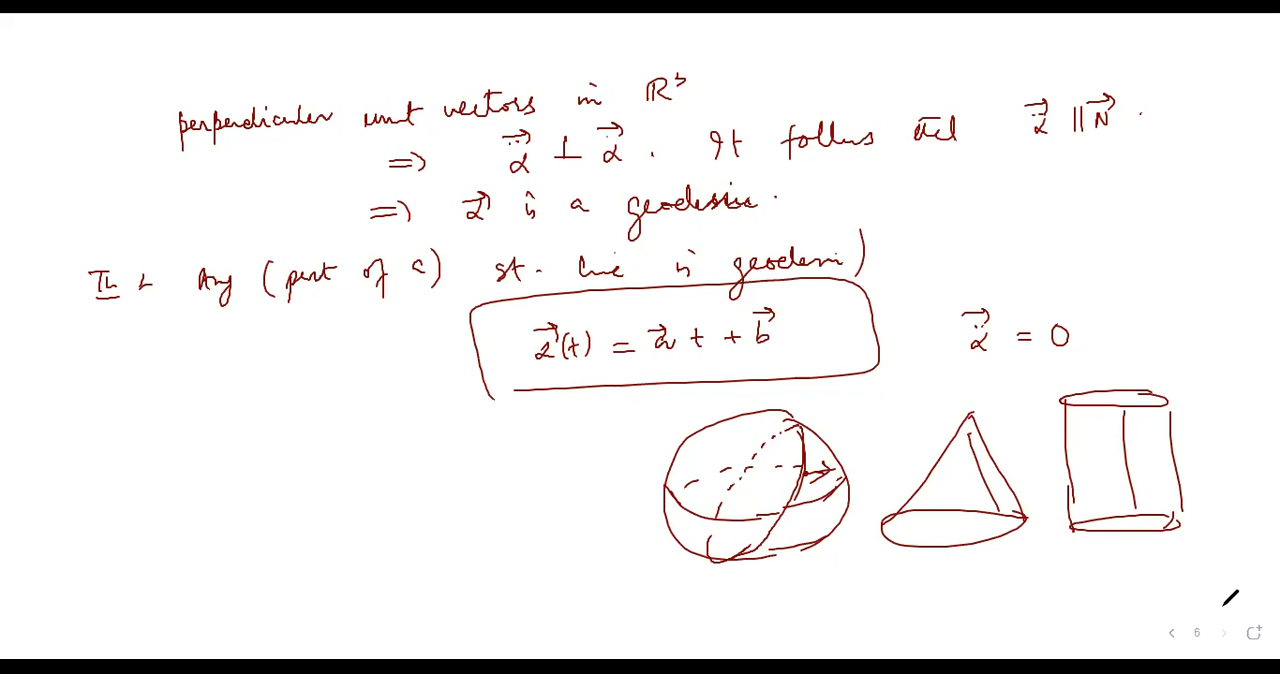 perpendicular unit vectors in ℝ³
⇒ α̈⃗ ⊥ α̇⃗ . It follows that α̈⃗ ∥ N⃗ .
⇒ α⃗ is a geodesic.
Th : Any (part of a) st. line is geodesic)
α⃗(t) = a⃗ t + b⃗ α̈⃗ = 0
6